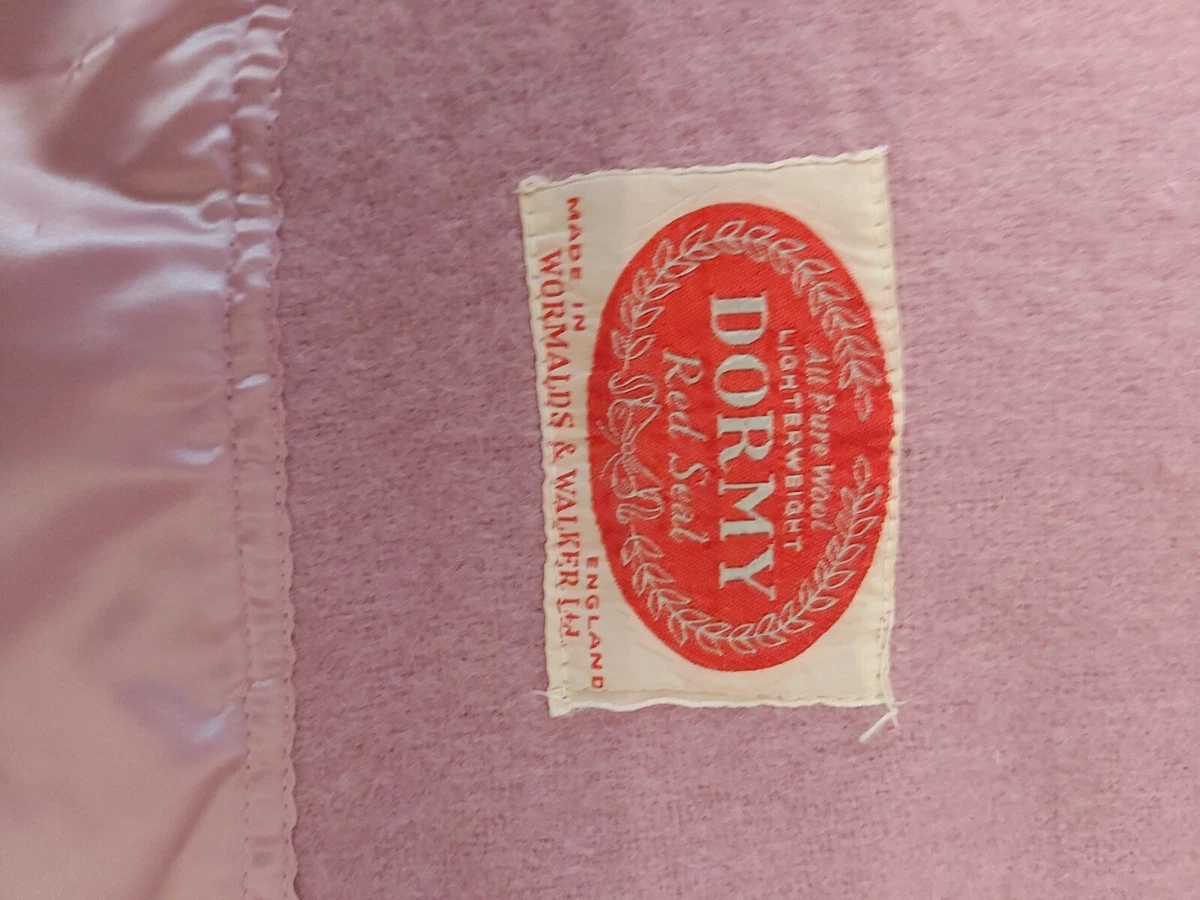 All Pure Wool
LIGHTERWEIGHT
DORMY
Red Seal
MADE IN ENGLAND
WORMALDS & WALKER Ltd.